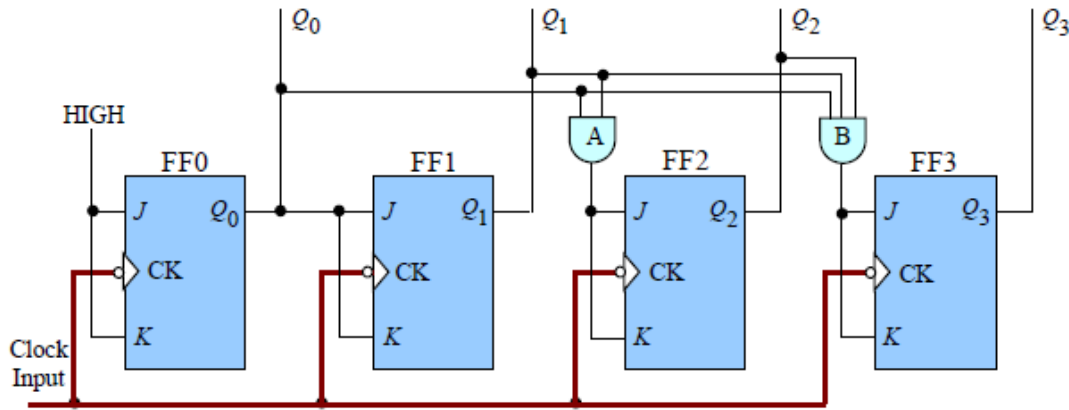 Q0
Q1
Q2
Q3
HIGH
A
B
FF0
FF1
FF2
FF3
J
Q0
J
Q1
J
Q2
J
Q3
CK
CK
CK
CK
K
K
K
K
Clock
Input